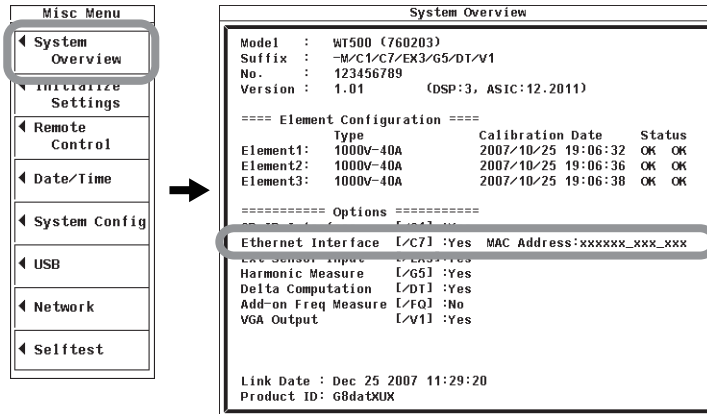 Misc Menu
System
Overview
Initialize
Settings
Remote
Control
Date/Time
System Config
USB
Network
Selftest
System Overview
Model : WT500 (760203)
Suffix : -M/C1/C7/EX3/G5/DT/V1
No. : 123456789
Version : 1.01 (DSP:3, ASIC:12.2011)
==== Element Configuration ====
Type Calibration Date Status
Element1: 1000V-40A 2007/10/25 19:06:32 OK OK
Element2: 1000V-40A 2007/10/25 19:06:36 OK OK
Element3: 1000V-40A 2007/10/25 19:06:38 OK OK
=========== Options ===========
Ethernet Interface [/C7] :Yes MAC Address:xxxxxx_xxx_xxx
Ext Sensor Input [/EX3] :Yes
Harmonic Measure [/G5] :Yes
Delta Computation [/DT] :Yes
Add-on Freq Measure [/FQ] :No
VGA Output [/V1] :Yes
Link Date : Dec 25 2007 11:29:20
Product ID: G8datXUX